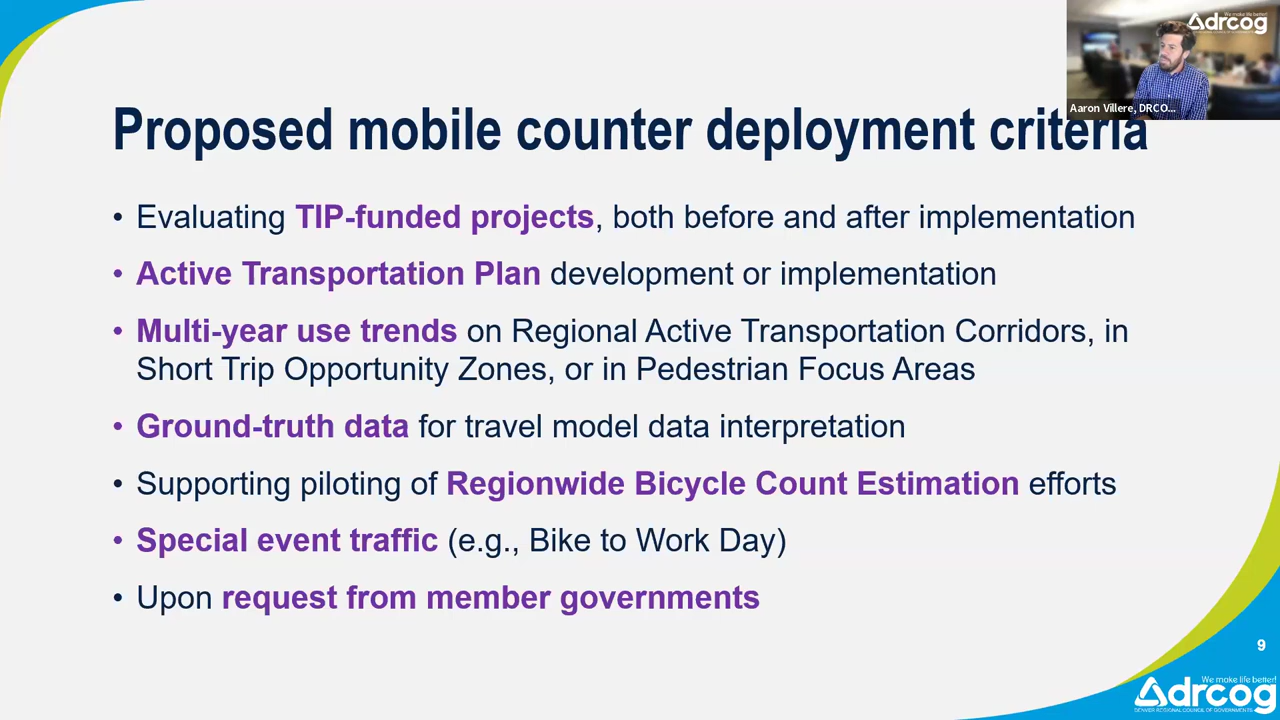 We make life better!
drcog
Aaron Villere, DRCO...
Proposed mobile counter deployment criteria
• Evaluating TIP-funded projects, both before and after implementation
• Active Transportation Plan development or implementation
• Multi-year use trends on Regional Active Transportation Corridors, in
Short Trip Opportunity Zones, or in Pedestrian Focus Areas
• Ground-truth data for travel model data interpretation
• Supporting piloting of Regionwide Bicycle Count Estimation efforts
• Special event traffic (e.g., Bike to Work Day)
• Upon request from member governments
9
We make life better!
drcog
DENVER REGIONAL COUNCIL OF GOVERNMENTS